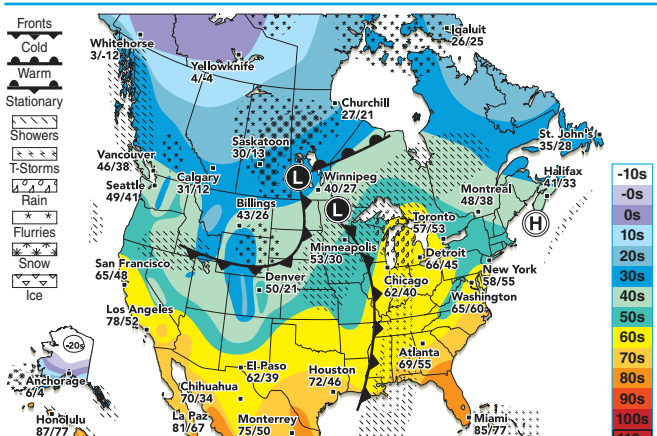 Fronts
Cold
Warm
Stationary
Showers
T-Storms
Rain
Flurries
Snow
Ice
Whitehorse
3/-12
Yellowknife
4/-4
Iqaluit
26/25
Churchill
27/21
Saskatoon
30/13
St. John's
35/28
Vancouver
46/38
Calgary
31/12
Seattle
49/41
L
Winnipeg
40/27
Halifax
41/33
Montreal
48/38
Billings
43/26
L
Toronto
57/53
H
Minneapolis
53/30
Detroit
66/45
San Francisco
65/48
Denver
50/21
Chicago
62/40
New York
58/55
Washington
65/60
Los Angeles
78/52
El Paso
62/39
Houston
72/46
Atlanta
69/55
Chihuahua
70/34
La Paz
81/67
Monterrey
75/50
Miami
85/77
-20s
Anchorage
6/4
Honolulu
87/77
-10s
-0s
0s
10s
20s
30s
40s
50s
60s
70s
80s
90s
100s